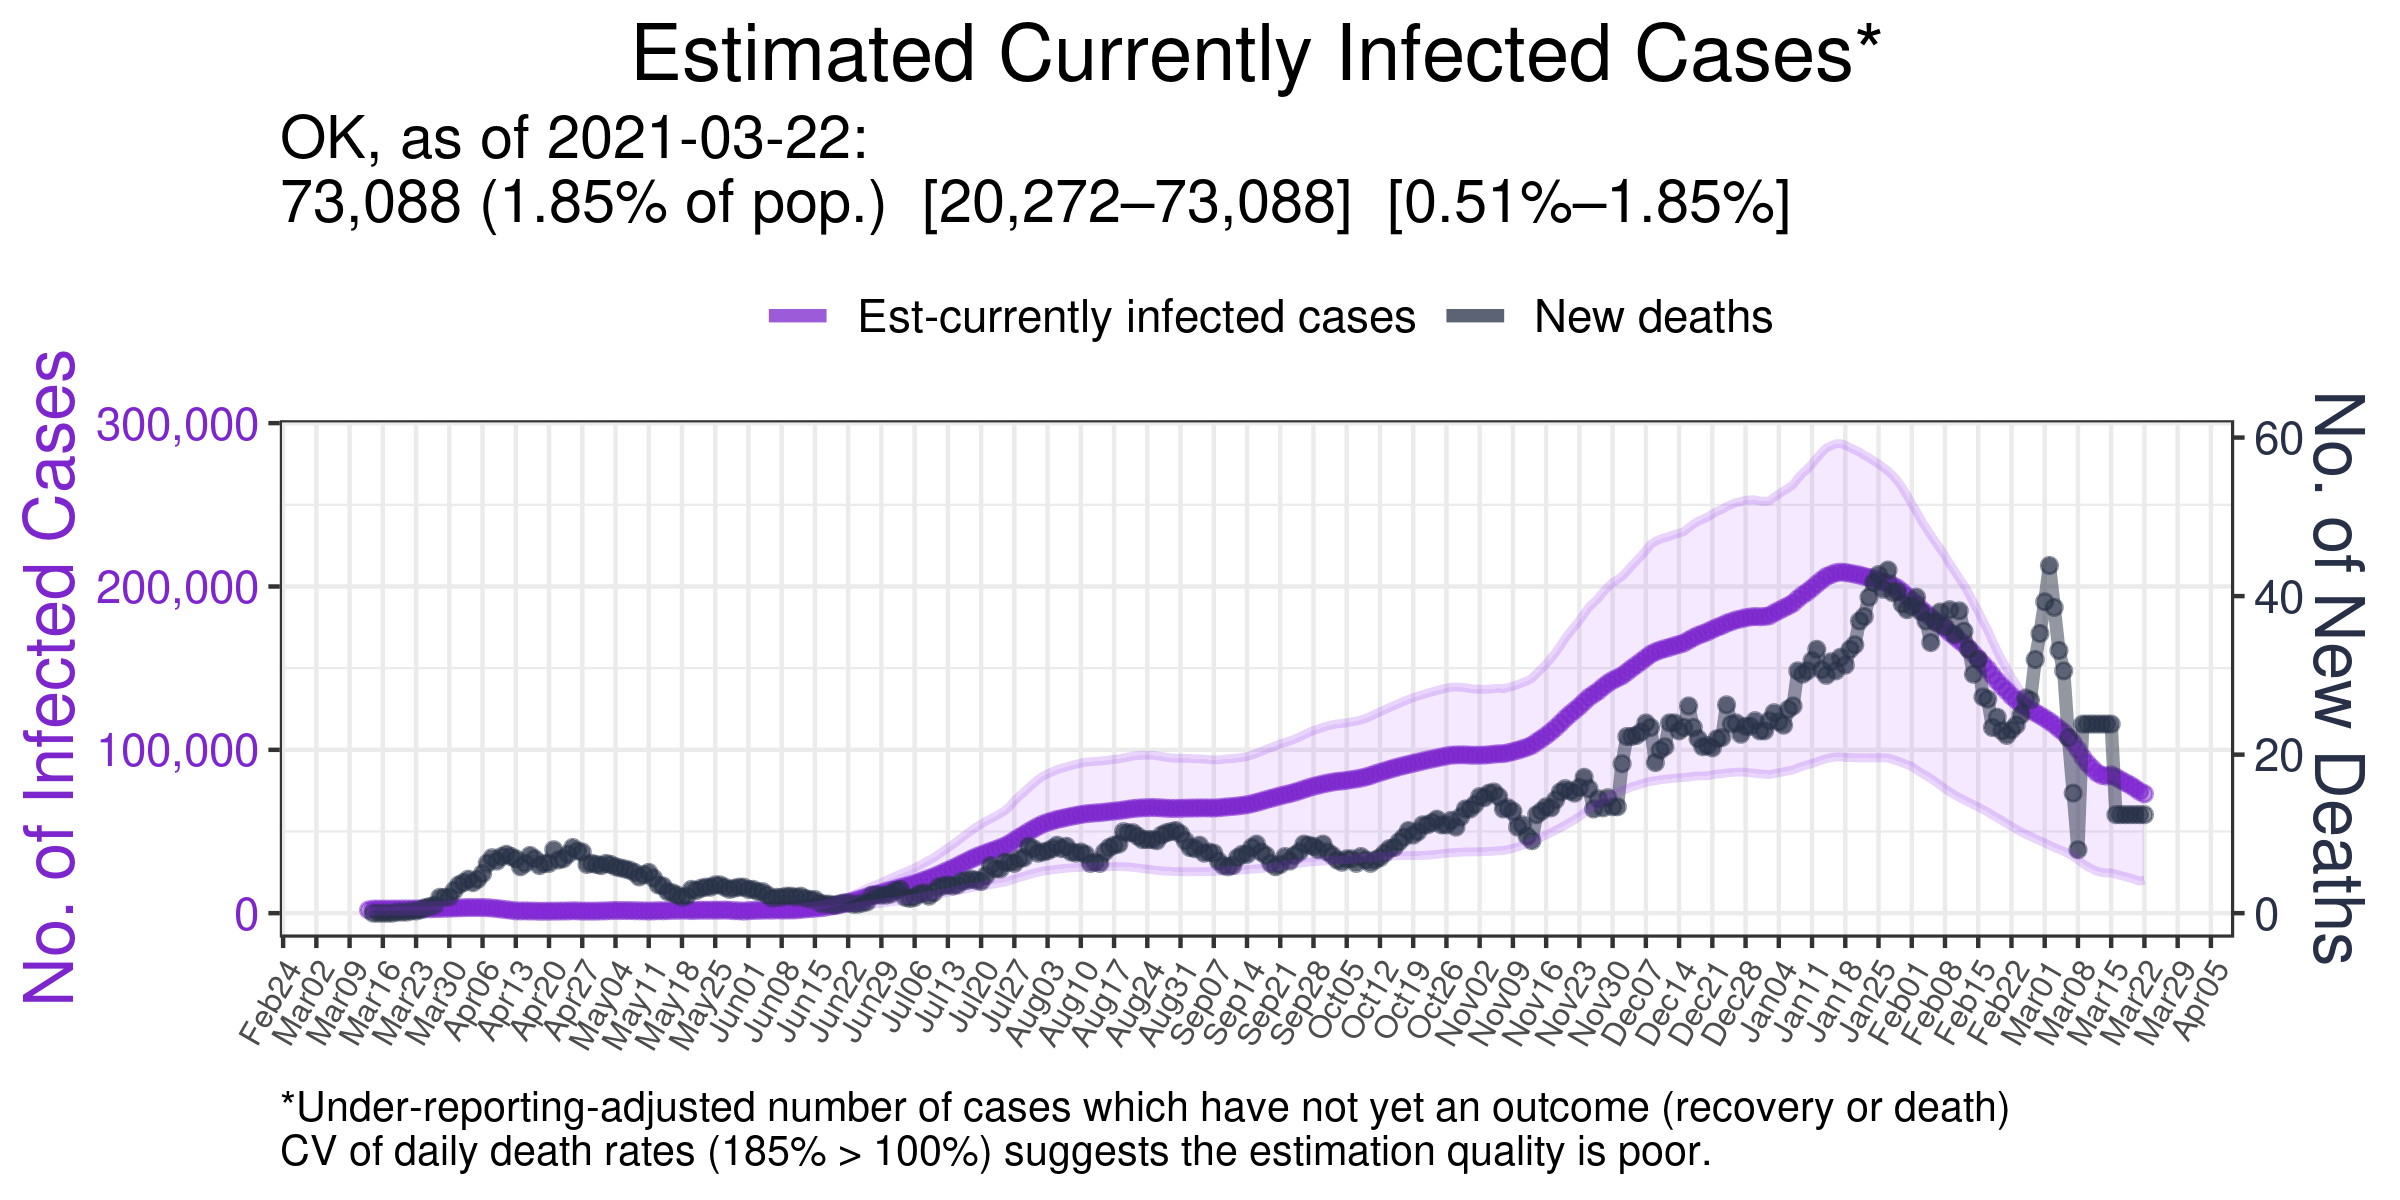 Estimated Currently Infected Cases*
OK, as of 2021-03-22:
73,088 (1.85% of pop.)  [20,272–73,088]  [0.51%–1.85%]
Est-currently infected cases
New deaths
No. of Infected Cases
300,000
200,000
100,000
0
60
40
20
0
No. of New Deaths
Feb24
Mar02
Mar09
Mar16
Mar23
Mar30
Apr06
Apr13
Apr20
Apr27
May04
May11
May18
May25
Jun01
Jun08
Jun15
Jun22
Jun29
Jul06
Jul13
Jul20
Jul27
Aug03
Aug10
Aug17
Aug24
Aug31
Sep07
Sep14
Sep21
Sep28
Oct05
Oct12
Oct19
Oct26
Nov02
Nov09
Nov16
Nov23
Nov30
Dec07
Dec14
Dec21
Dec28
Jan04
Jan11
Jan18
Jan25
Feb01
Feb08
Feb15
Feb22
Mar01
Mar08
Mar15
Mar22
Mar29
Apr05
*Under-reporting-adjusted number of cases which have not yet an outcome (recovery or death)
CV of daily death rates (185% > 100%) suggests the estimation quality is poor.